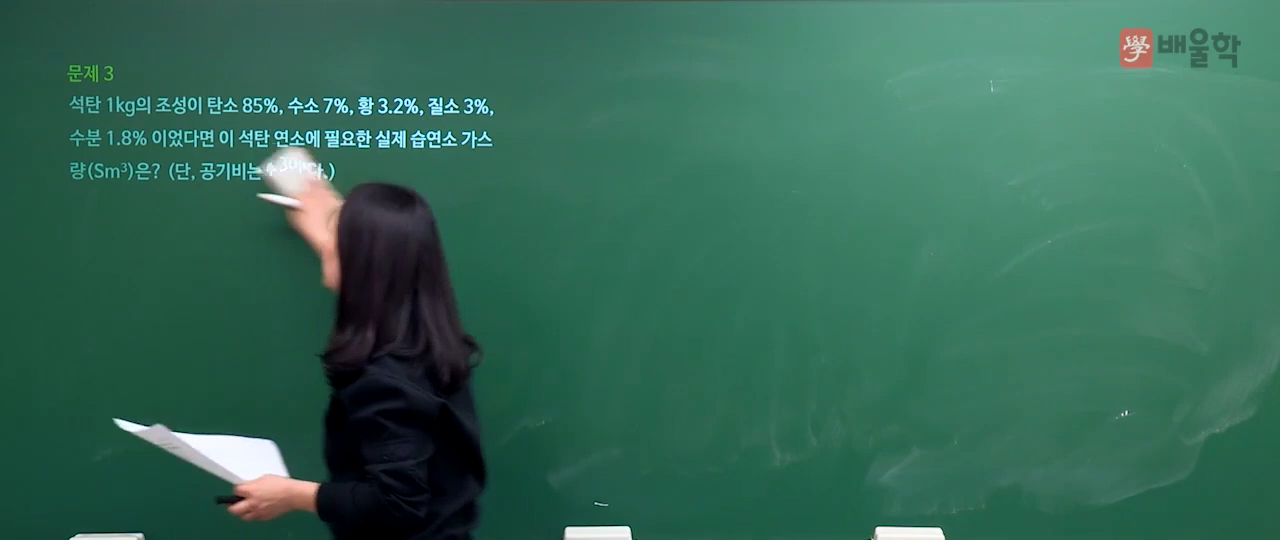 學 배울학
문제 3
석탄 1kg의 조성이 탄소 85%, 수소 7%, 황 3.2%, 질소 3%,
수분 1.8% 이었다면 이 석탄 연소에 필요한 실제 습연소 가스
량(Sm³)은? (단, 공기비는 다.)